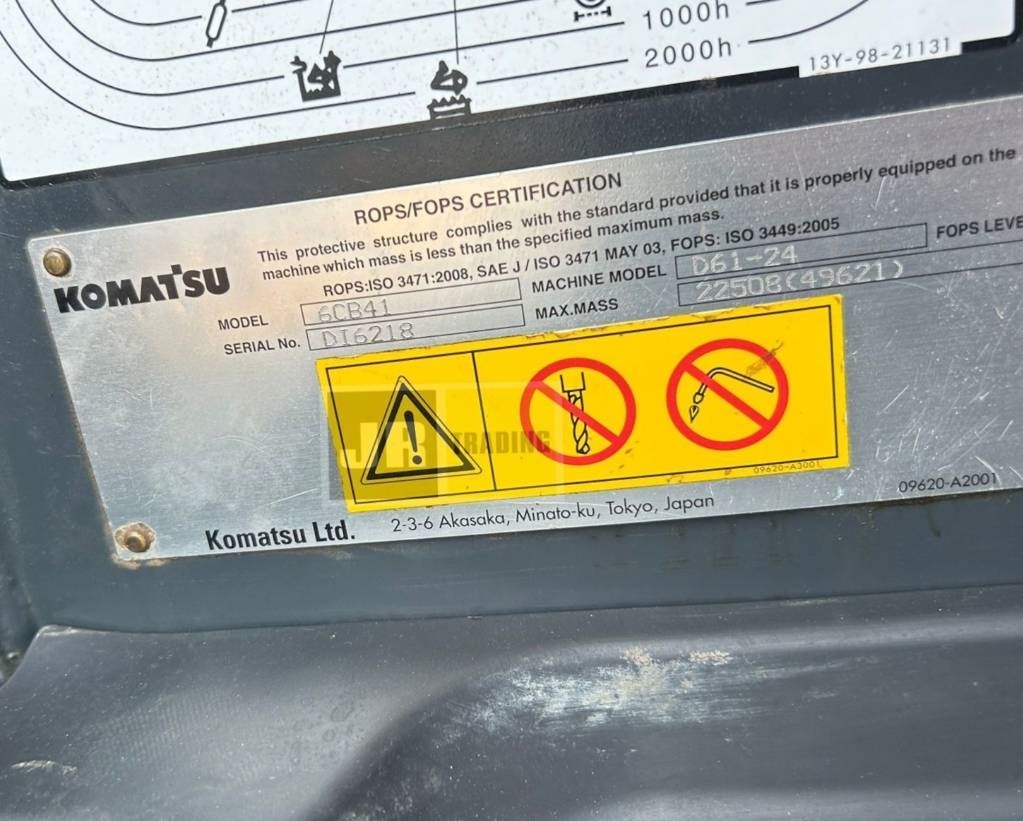 1000h
2000h
13Y-98-21131
ROPS/FOPS CERTIFICATION
This protective structure complies with the standard provided that it is properly equipped on the
machine which mass is less than the specified maximum mass.
ROPS:ISO 3471:2008, SAE J / ISO 3471 MAY 03, FOPS: ISO 3449:2005
KOMATSU
MODEL 6CB41 MACHINE MODEL D61-24 FOPS LEVE
SERIAL No. DI6218 MAX.MASS 22508(49621)
JR TRADING
09620-A3001
Komatsu Ltd. 2-3-6 Akasaka, Minato-ku, Tokyo, Japan
09620-A2001